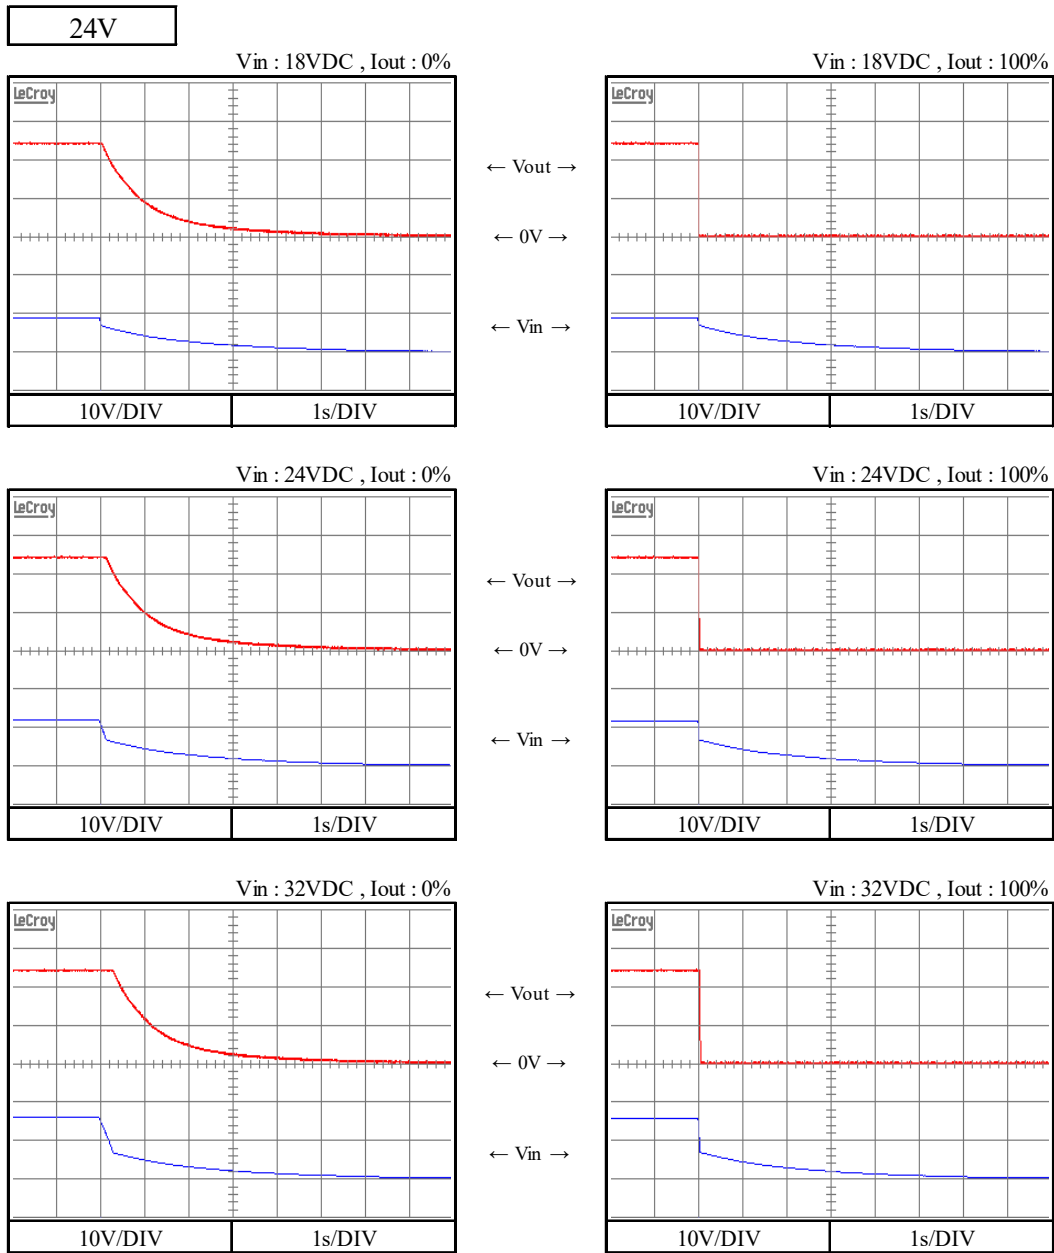 24V
Vin : 18VDC , Iout : 0%
Vin : 18VDC , Iout : 100%
LeCroy
LeCroy
← Vout →
← 0V →
← Vin →
10V/DIV 1s/DIV
10V/DIV 1s/DIV
Vin : 24VDC , Iout : 0%
Vin : 24VDC , Iout : 100%
LeCroy
LeCroy
← Vout →
← 0V →
← Vin →
10V/DIV 1s/DIV
10V/DIV 1s/DIV
Vin : 32VDC , Iout : 0%
Vin : 32VDC , Iout : 100%
LeCroy
LeCroy
← Vout →
← 0V →
← Vin →
10V/DIV 1s/DIV
10V/DIV 1s/DIV